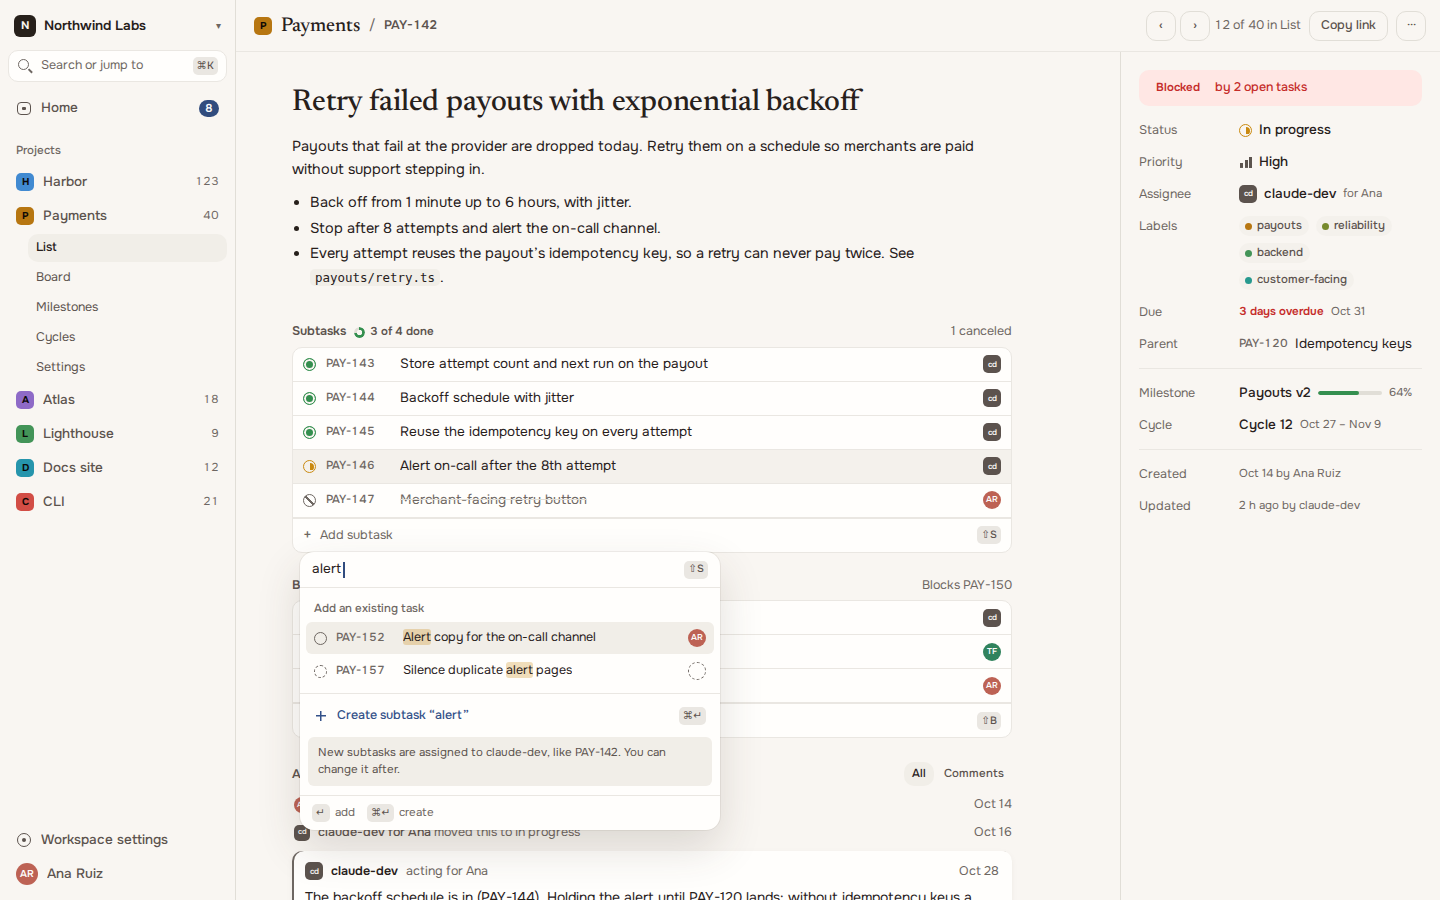 N Northwind Labs
Search or jump to ⌘K
Home 8
Projects
H Harbor 123
P Payments 40
List
Board
Milestones
Cycles
Settings
A Atlas 18
L Lighthouse 9
D Docs site 12
C CLI 21
Workspace settings
AR Ana Ruiz
P Payments / PAY-142
‹ › 12 of 40 in List Copy link ···
Retry failed payouts with exponential backoff
Payouts that fail at the provider are dropped today. Retry them on a schedule so merchants are paid
without support stepping in.
• Back off from 1 minute up to 6 hours, with jitter.
• Stop after 8 attempts and alert the on-call channel.
• Every attempt reuses the payout's idempotency key, so a retry can never pay twice. See
payouts/retry.ts.
Subtasks 3 of 4 done 1 canceled
PAY-143 Store attempt count and next run on the payout cd
PAY-144 Backoff schedule with jitter cd
PAY-145 Reuse the idempotency key on every attempt cd
PAY-146 Alert on-call after the 8th attempt cd
PAY-147 Merchant-facing retry button AR
+ Add subtask ⇧S
alert ⇧S
Add an existing task
PAY-152 Alert copy for the on-call channel AR
PAY-157 Silence duplicate alert pages
+ Create subtask “alert” ⌘↵
New subtasks are assigned to claude-dev, like PAY-142. You can
change it after.
↵ add ⌘↵ create
B Blocks PAY-150
cd
TF
AR
⇧B
A All Comments
Oct 14
cd claude-dev for Ana moved this to In progress Oct 16
cd claude-dev acting for Ana Oct 28
The backoff schedule is in (PAY-144). Holding the alert until PAY-120 lands: without idempotency keys a
Blocked by 2 open tasks
Status In progress
Priority High
Assignee cd claude-dev for Ana
Labels payouts reliability
backend
customer-facing
Due 3 days overdue Oct 31
Parent PAY-120 Idempotency keys
Milestone Payouts v2 64%
Cycle Cycle 12 Oct 27 – Nov 9
Created Oct 14 by Ana Ruiz
Updated 2 h ago by claude-dev